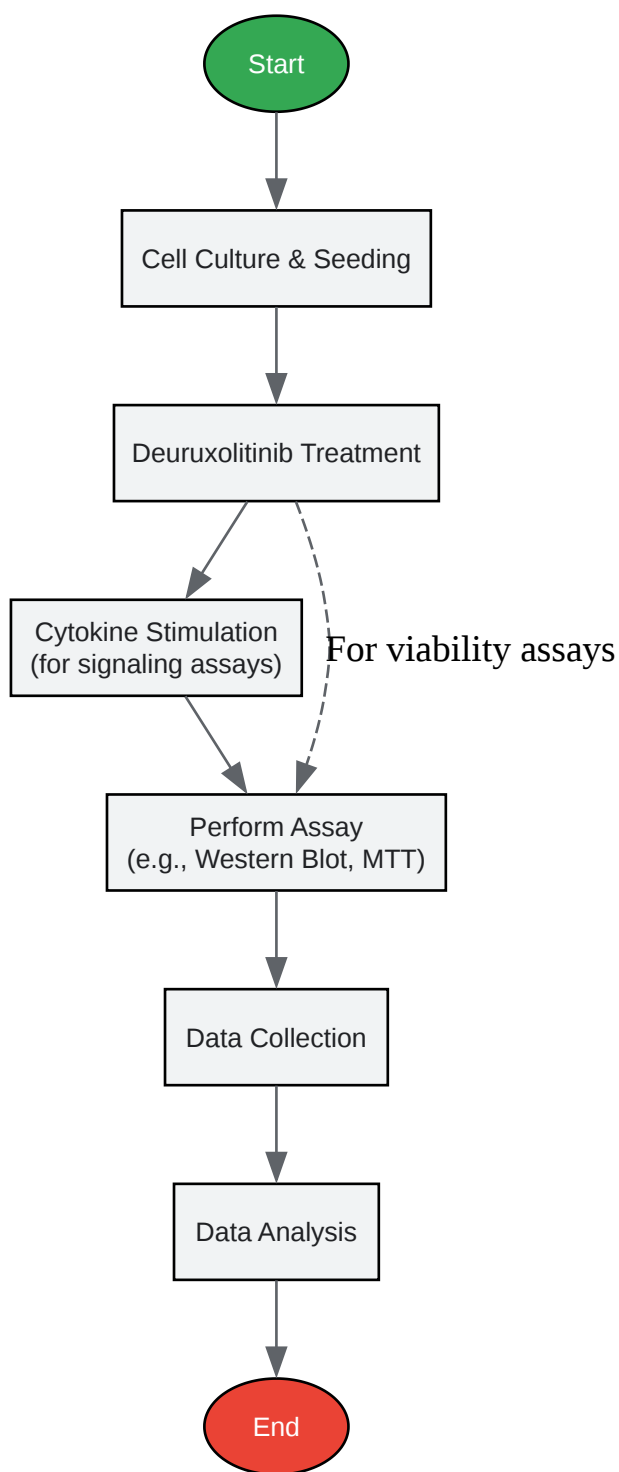 Start
Cell Culture & Seeding
Deuruxolitinib Treatment
Cytokine Stimulation
(for signaling assays)
For viability assays
Perform Assay
(e.g., Western Blot, MTT)
Data Collection
Data Analysis
End